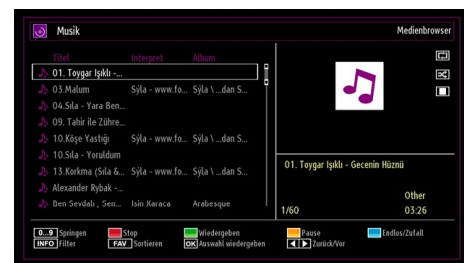 Musik
Medienbrowser
Titel Interpret Album
01. Toygar Işıklı -...
03.Malum Sýla - www.fo... Sýla \ ...dan S...
04.Sıla - Yara Ben...
09. Tahir ile Zühre...
10.Köşe Yastığı Sýla - www.fo... Sýla \ ...dan S...
10.Sıla - Yoruldum
13.Korkma (Sıla &... Sýla - www.fo... Sýla \ ...dan S...
Alexander Rybak -...
Ben Sevdalı , Sen... Isin Karaca Arabesque
01. Toygar Işıklı - Gecenin Hüznü
Other
1/60 03:26
0...9 Springen Stop Wiedergeben Pause Endlos/Zufall
INFO Filter FAV Sortieren OK Auswahl wiedergeben Zurück/Vor